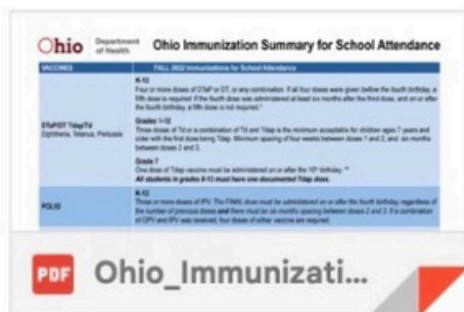 Ohio Department
of Health
Ohio Immunization Summary for School Attendance
VACCINES
FALL 2022 Immunizations for School Attendance
K-12
Four or more doses of DTaP or DT, or any combination. If all four doses were given before the fourth birthday, a
fifth dose is required. If the fourth dose was administered at least six months after the third dose, and on or after
the fourth birthday, a fifth dose is not required.*
DTaP/DT Tdap/Td
Diphtheria, Tetanus, Pertussis
Grades 1-12
Three doses of Td or a combination of Td and Tdap is the minimum acceptable for children ages 7 years and
older with the first dose being Tdap. Minimum spacing of four weeks between doses 1 and 2, and six months
between doses 2 and 3.
Grade 7
One dose of Tdap vaccine must be administered on or after the 10th birthday. **
All students in grades 8-12 must have one documented Tdap dose.
POLIO
K-12
Three or more doses of IPV. The FINAL dose must be administered on or after the fourth birthday, regardless of
the number of previous doses and there must be six months spacing between doses 2 and 3. If a combination
of OPV and IPV was received, four doses of either vaccine are required.
PDF Ohio_Immunizati...